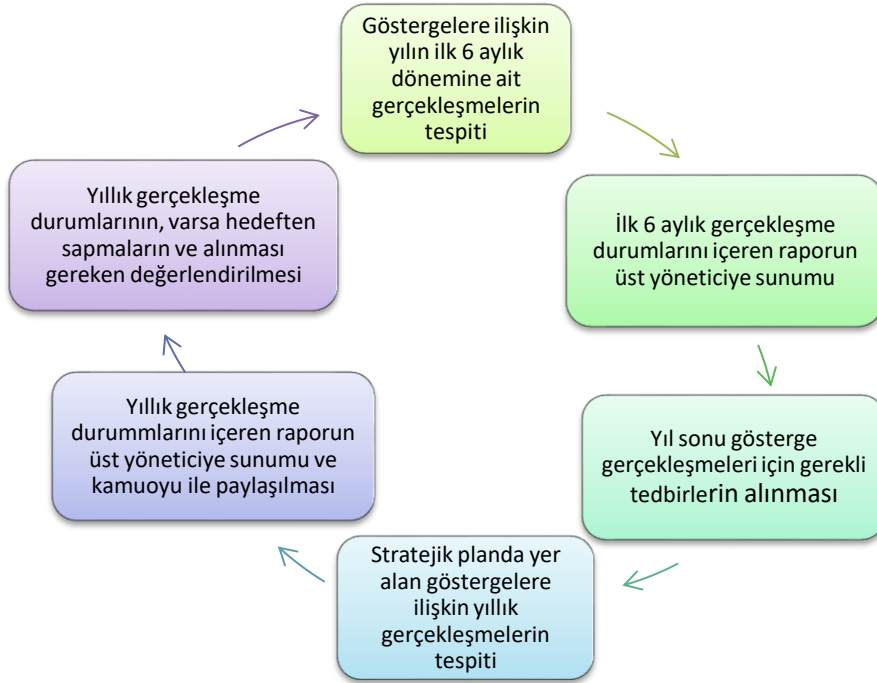 Göstergelere ilişkin
yılın ilk 6 aylık
dönemine ait
gerçekleşmelerin
tespiti
İlk 6 aylık gerçekleşme
durumlarını içeren raporun
üst yöneticiye sunumu
Yıl sonu gösterge
gerçekleşmeleri için gerekli
tedbirlerin alınması
Stratejik planda yer
alan göstergelere
ilişkin yıllık
gerçekleşmelerin
tespiti
Yıllık gerçekleşme
durummlarını içeren raporun
üst yöneticiye sunumu ve
kamuoyu ile paylaşılması
Yıllık gerçekleşme
durumlarının, varsa hedeften
sapmaların ve alınması
gereken değerlendirilmesi